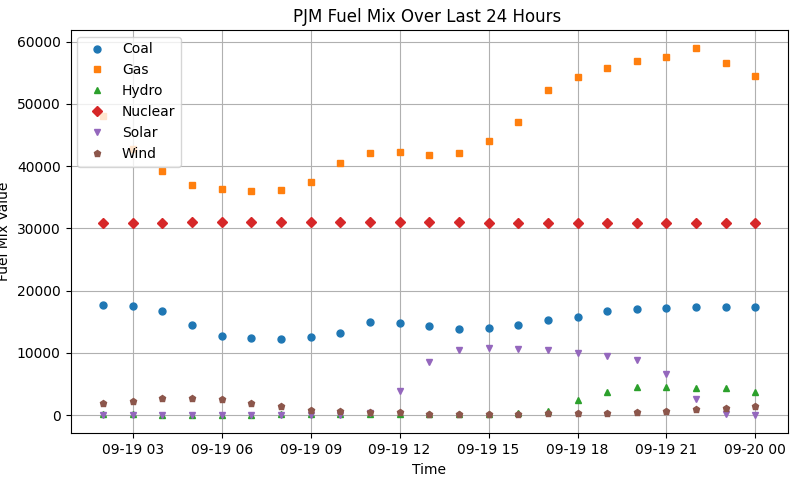 PJM Fuel Mix Over Last 24 Hours
60000
50000
40000
30000
20000
10000
0
Fuel Mix Value
Coal
Gas
Hydro
Nuclear
Solar
Wind
09-19 03 09-19 06 09-19 09 09-19 12 09-19 15 09-19 18 09-19 21 09-20 00
Time